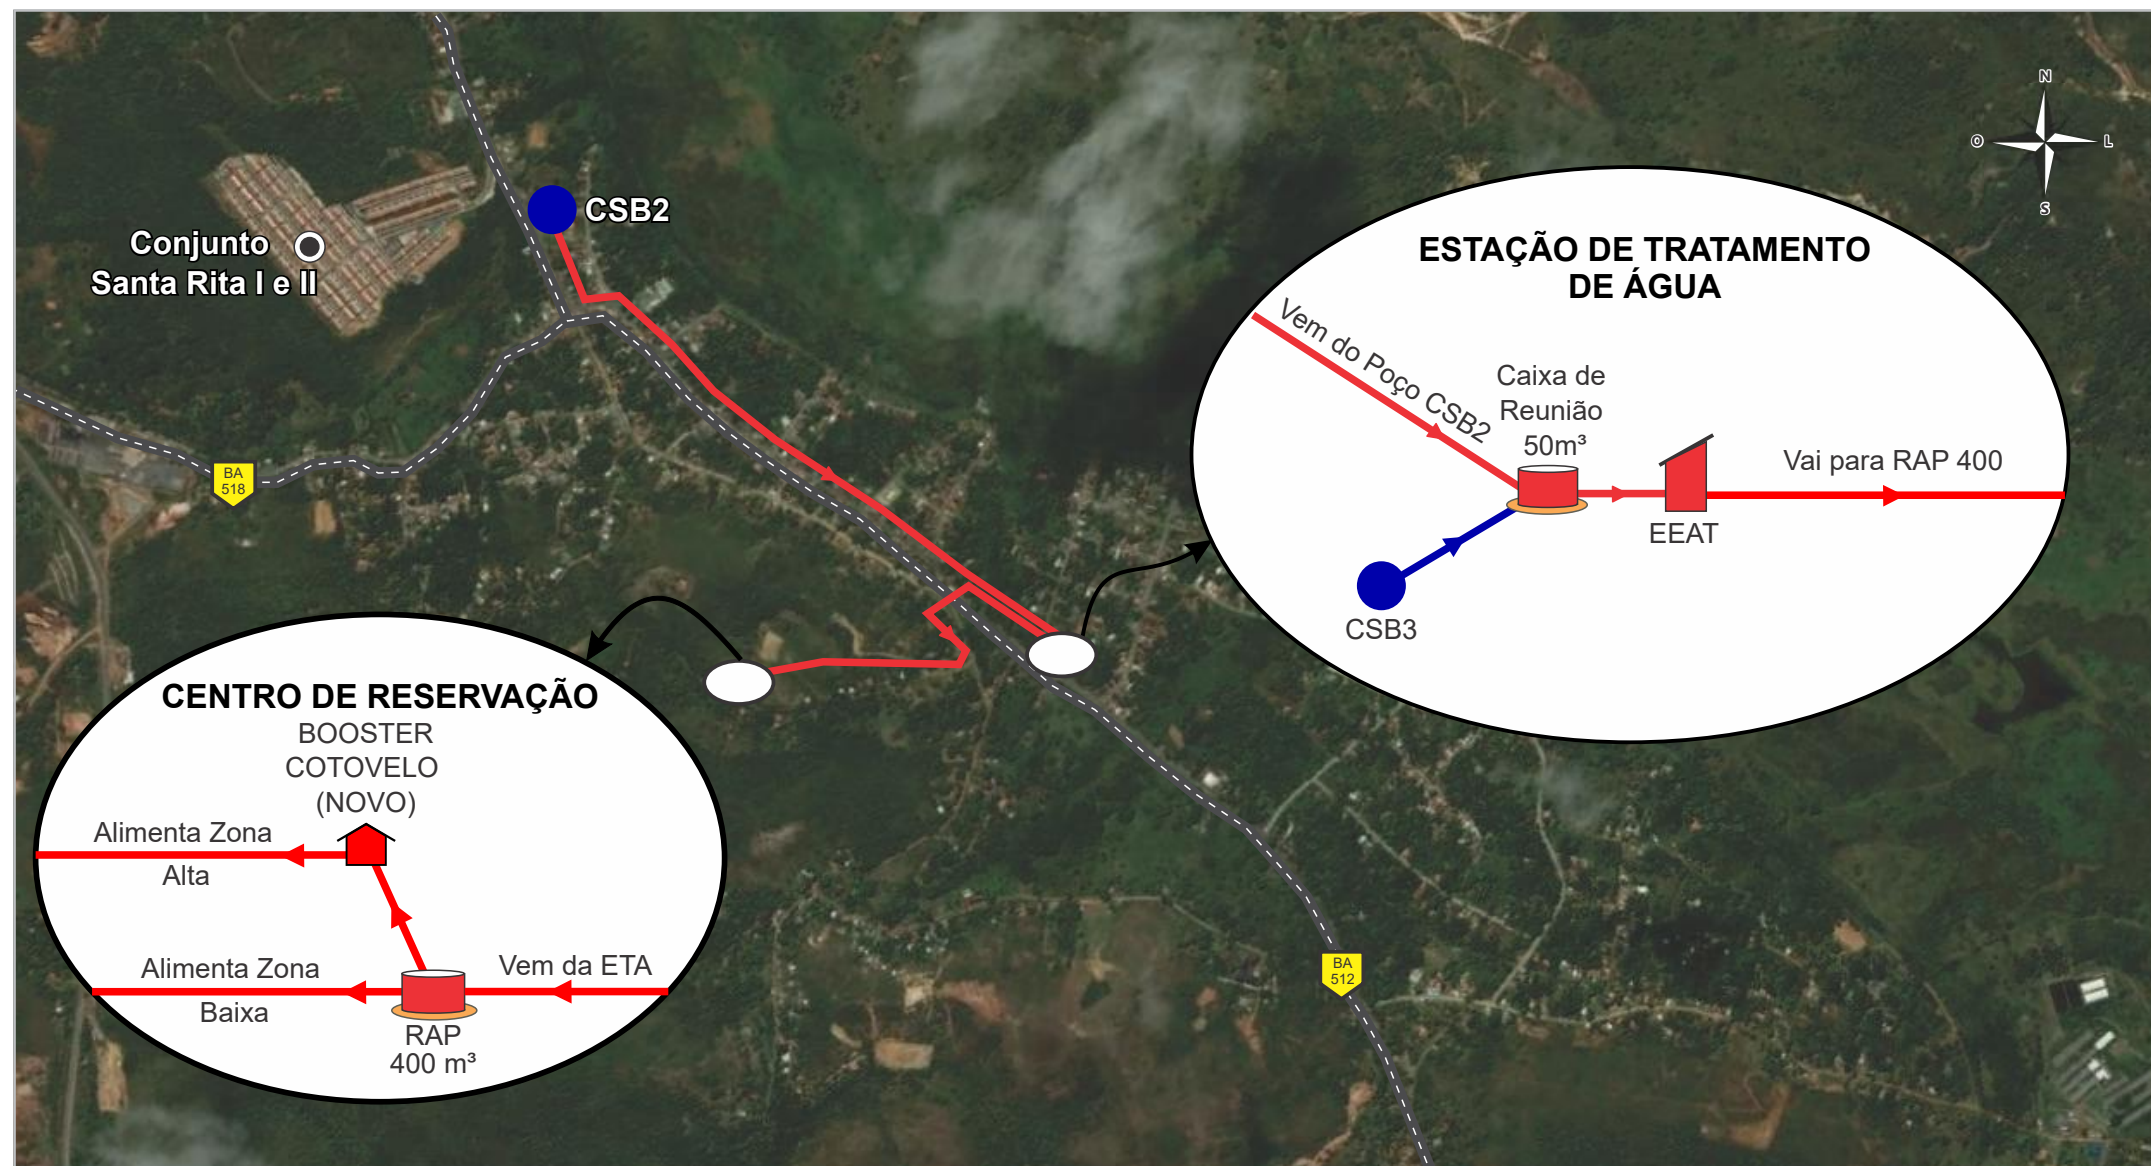 N
O
L
S
CSB2
Conjunto
Santa Rita I e II
BA
518
ESTAÇÃO DE TRATAMENTO
DE ÁGUA
Vem do Poço CSB2
Caixa de
Reunião
50m³
Vai para RAP 400
EEAT
CSB3
CENTRO DE RESERVAÇÃO
BOOSTER
COTOVELO
(NOVO)
Alimenta Zona
Alta
Alimenta Zona
Baixa
Vem da ETA
RAP
400 m³
BA
512